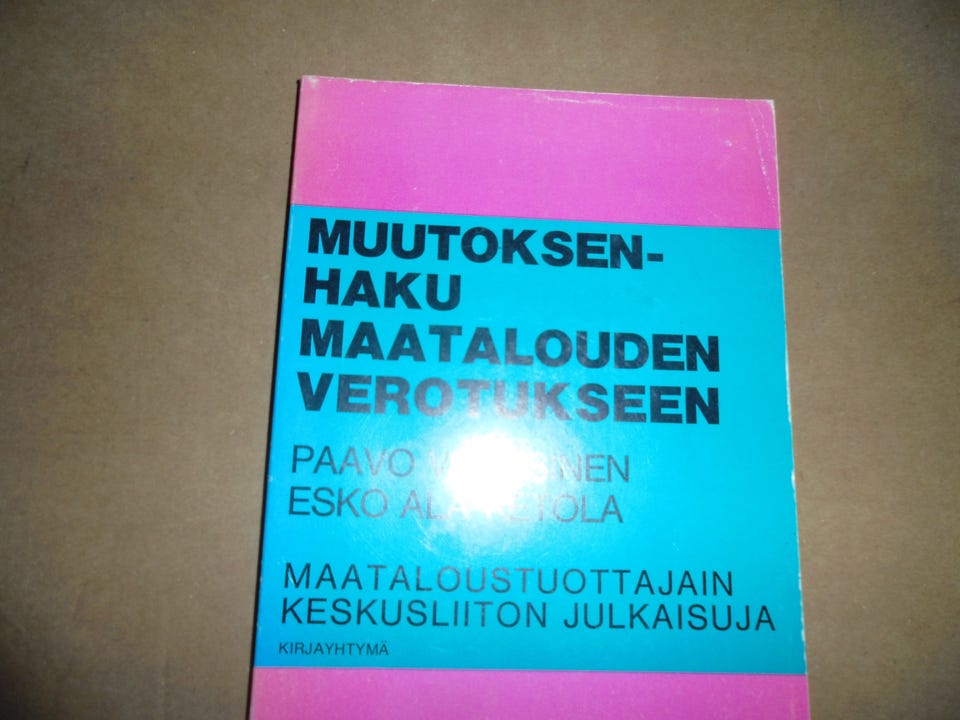 MUUTOKSEN-
HAKU
MAATALOUDEN
VEROTUKSEEN
PAAVO
ESKO
MAATALOUSTUOTTAJAIN
KESKUSLIITON JULKAISUJA
KIRJAYHTYMÄ